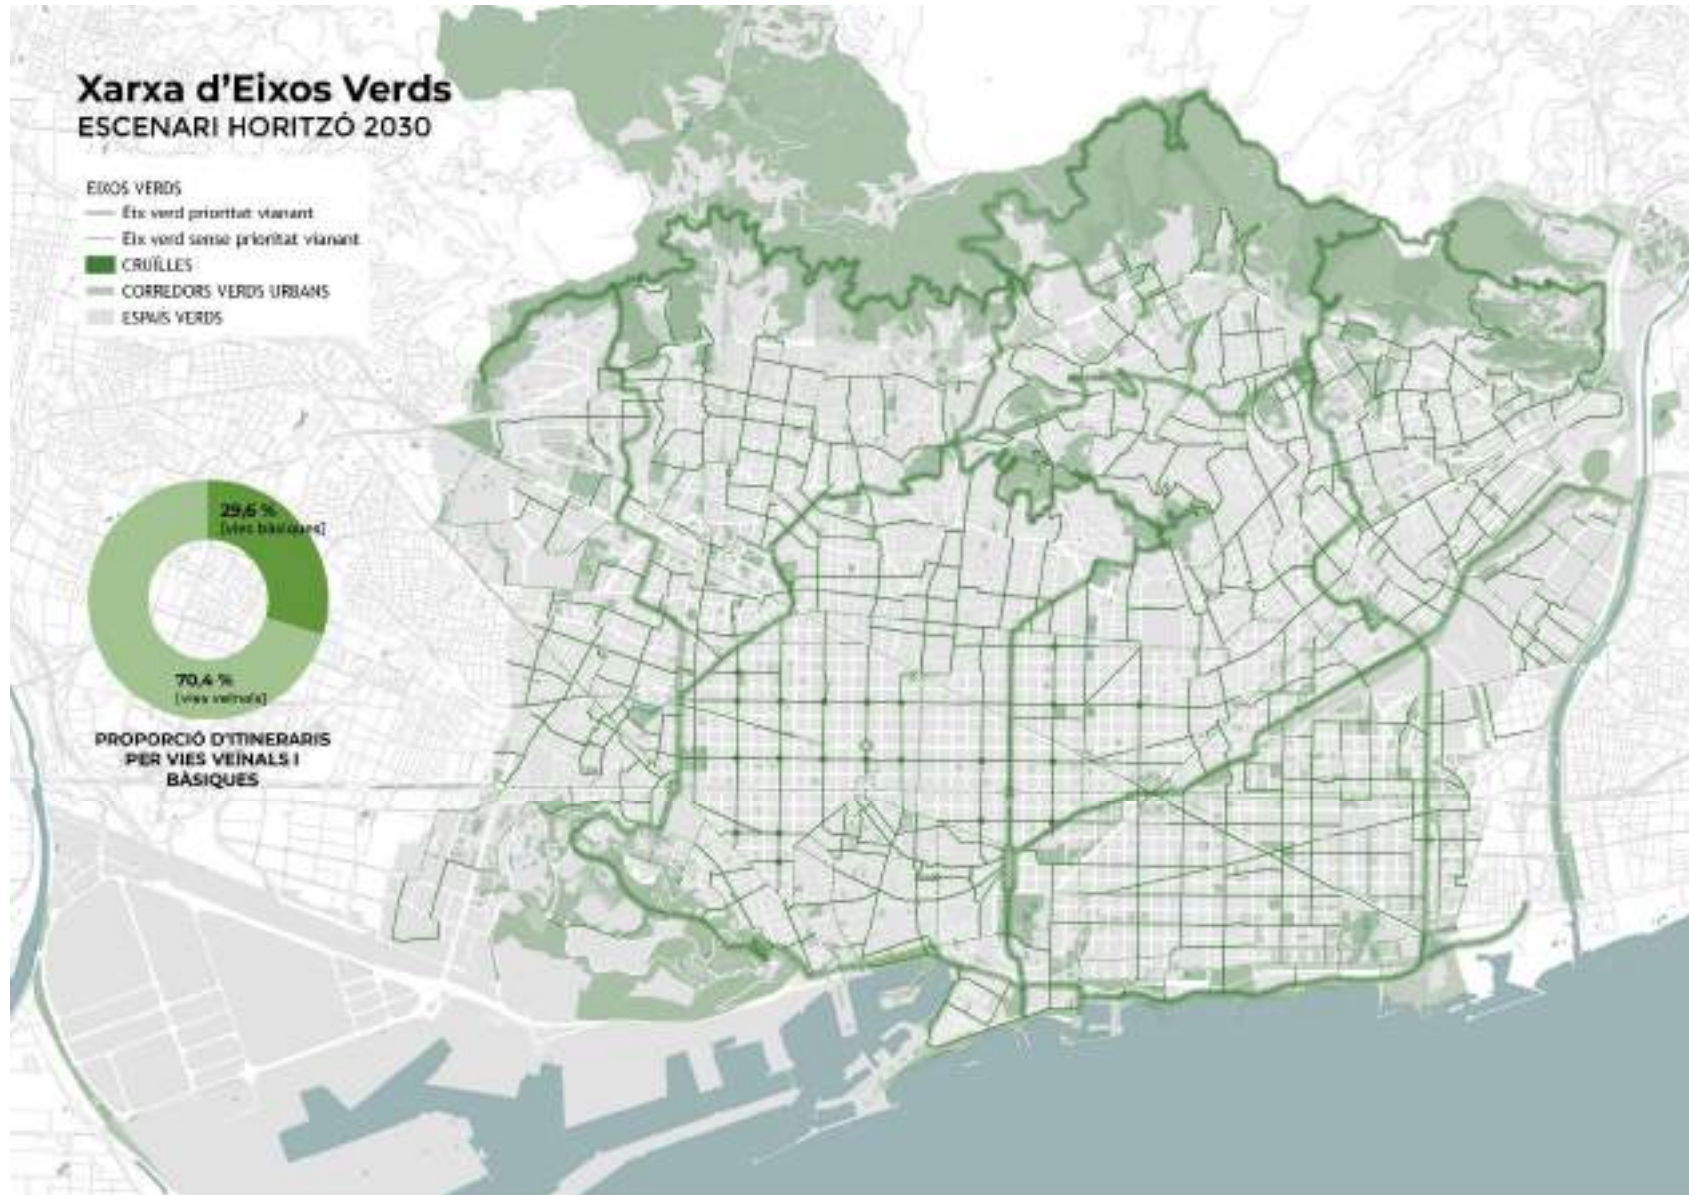 Xarxa d'Eixos Verds
ESCENARI HORITZÓ 2030
EIXOS VERDS
Eix verd prioritat vianant
Eix verd sense prioritat vianant
CRUÏLLES
CORREDORS VERDS URBANS
ESPAIS VERDS
29,6 %
[vies bàsiques]
70,4 %
[vies veïnals]
PROPORCIÓ D'ITINERARIS
PER VIES VEÏNALS I
BÀSIQUES